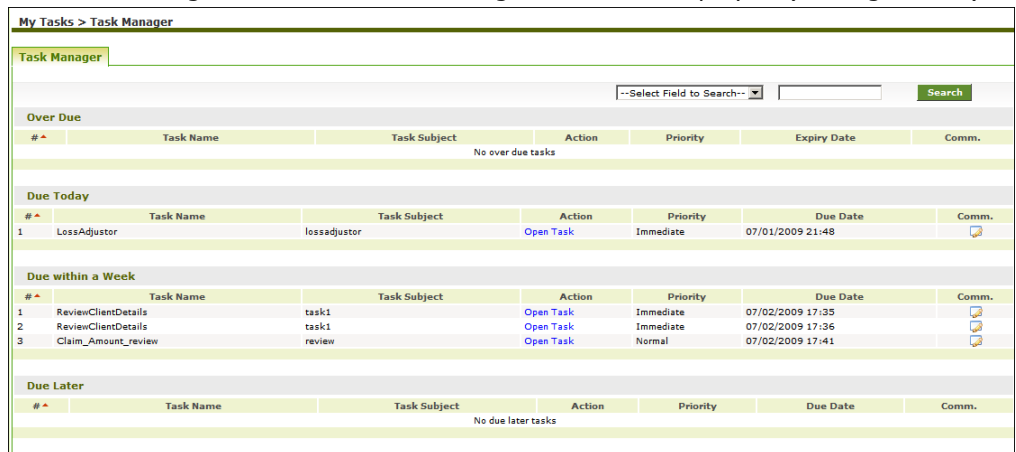 My Tasks > Task Manager
Task Manager
--Select Field to Search-- Search
Over Due
# Task Name Task Subject Action Priority Expiry Date Comm.
No over due tasks
Due Today
# Task Name Task Subject Action Priority Due Date Comm.
1 LossAdjustor lossadjustor Open Task Immediate 07/01/2009 21:48
Due within a Week
# Task Name Task Subject Action Priority Due Date Comm.
1 ReviewClientDetails task1 Open Task Immediate 07/02/2009 17:35
2 ReviewClientDetails task1 Open Task Immediate 07/02/2009 17:36
3 Claim_Amount_review review Open Task Normal 07/02/2009 17:41
Due Later
# Task Name Task Subject Action Priority Due Date Comm.
No due later tasks